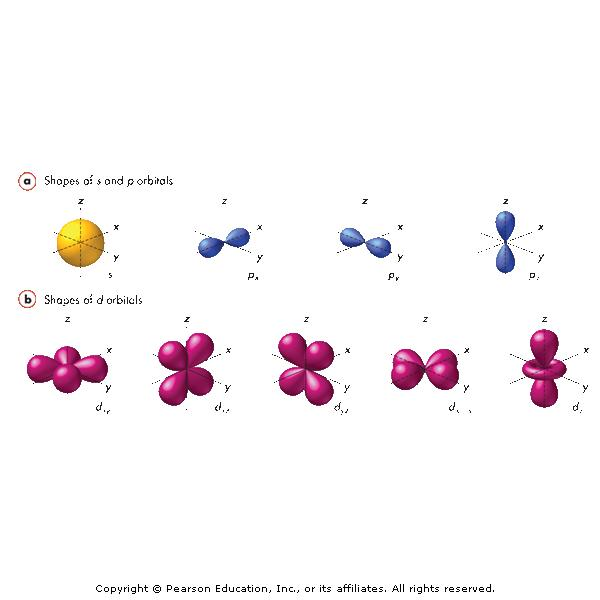 a Shapes of s and p orbitals
z z z z
x x x x
y y y y
s px py pz
b Shapes of d orbitals
z z z z z
x x x x x
y y y y y
Copyright © Pearson Education, Inc., or its affiliates. All rights reserved.